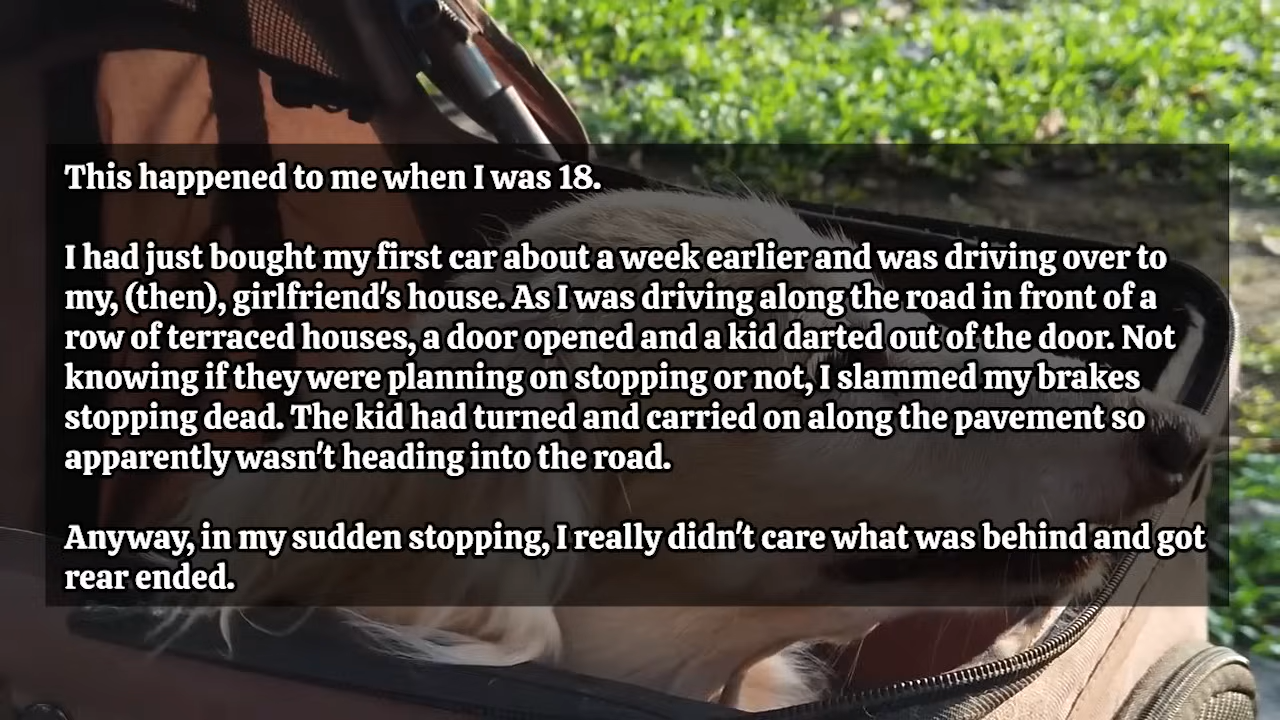 This happened to me when I was 18.
I had just bought my first car about a week earlier and was driving over to
my, (then), girlfriend's house. As I was driving along the road in front of a
row of terraced houses, a door opened and a kid darted out of the door. Not
knowing if they were planning on stopping or not, I slammed my brakes
stopping dead. The kid had turned and carried on along the pavement so
apparently wasn't heading into the road.
Anyway, in my sudden stopping, I really didn't care what was behind and got
rear ended.